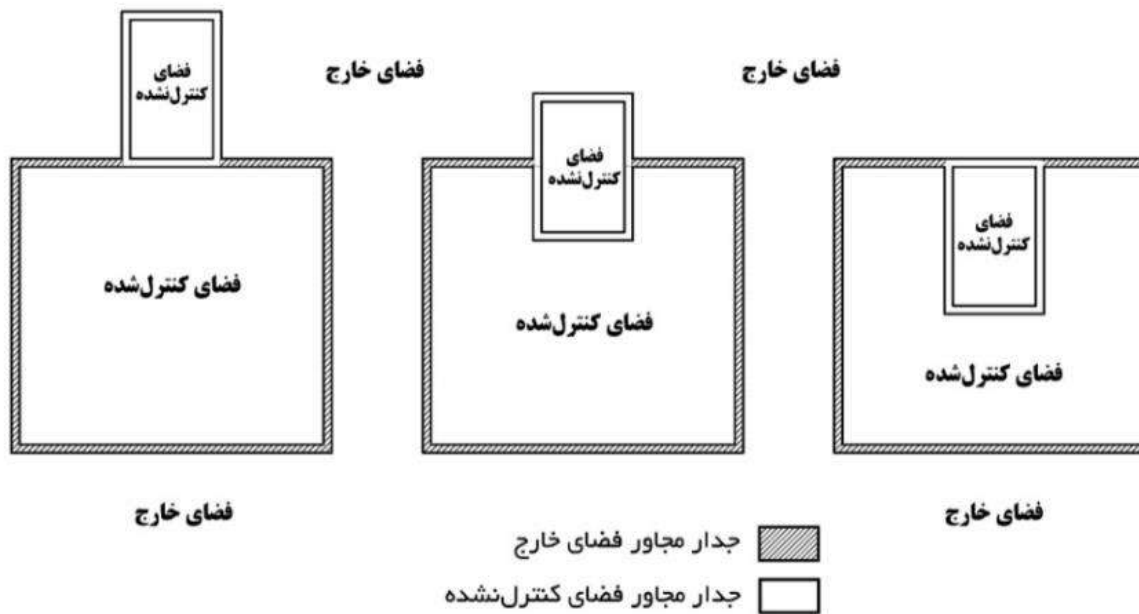 فضای
کنترل‌نشده
فضای خارج
فضای خارج
فضای
کنترل‌نشده
فضای
کنترل‌نشده
فضای کنترل‌شده
فضای کنترل‌شده
فضای کنترل‌شده
فضای خارج
فضای خارج
جدار مجاور فضای خارج
جدار مجاور فضای کنترل‌نشده